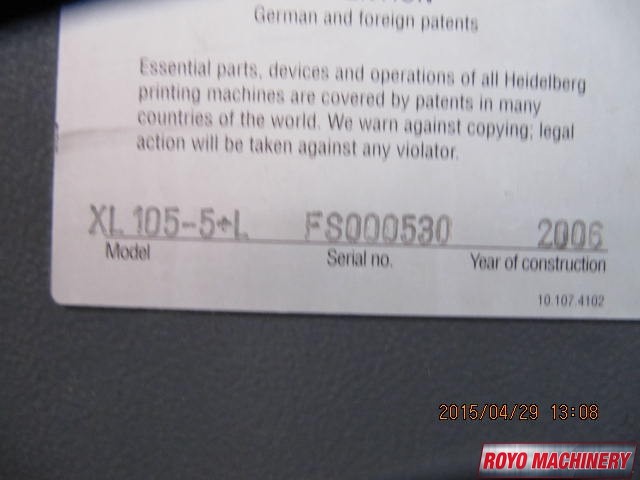 German and foreign patents
Essential parts, devices and operations of all Heidelberg
printing machines are covered by patents in many
countries of the world. We warn against copying; legal
action will be taken against any violator.
XL 105-5+L FS000530 2006
Model Serial no. Year of construction
10.107.4102
2015/04/29 13:08
ROYO MACHINERY